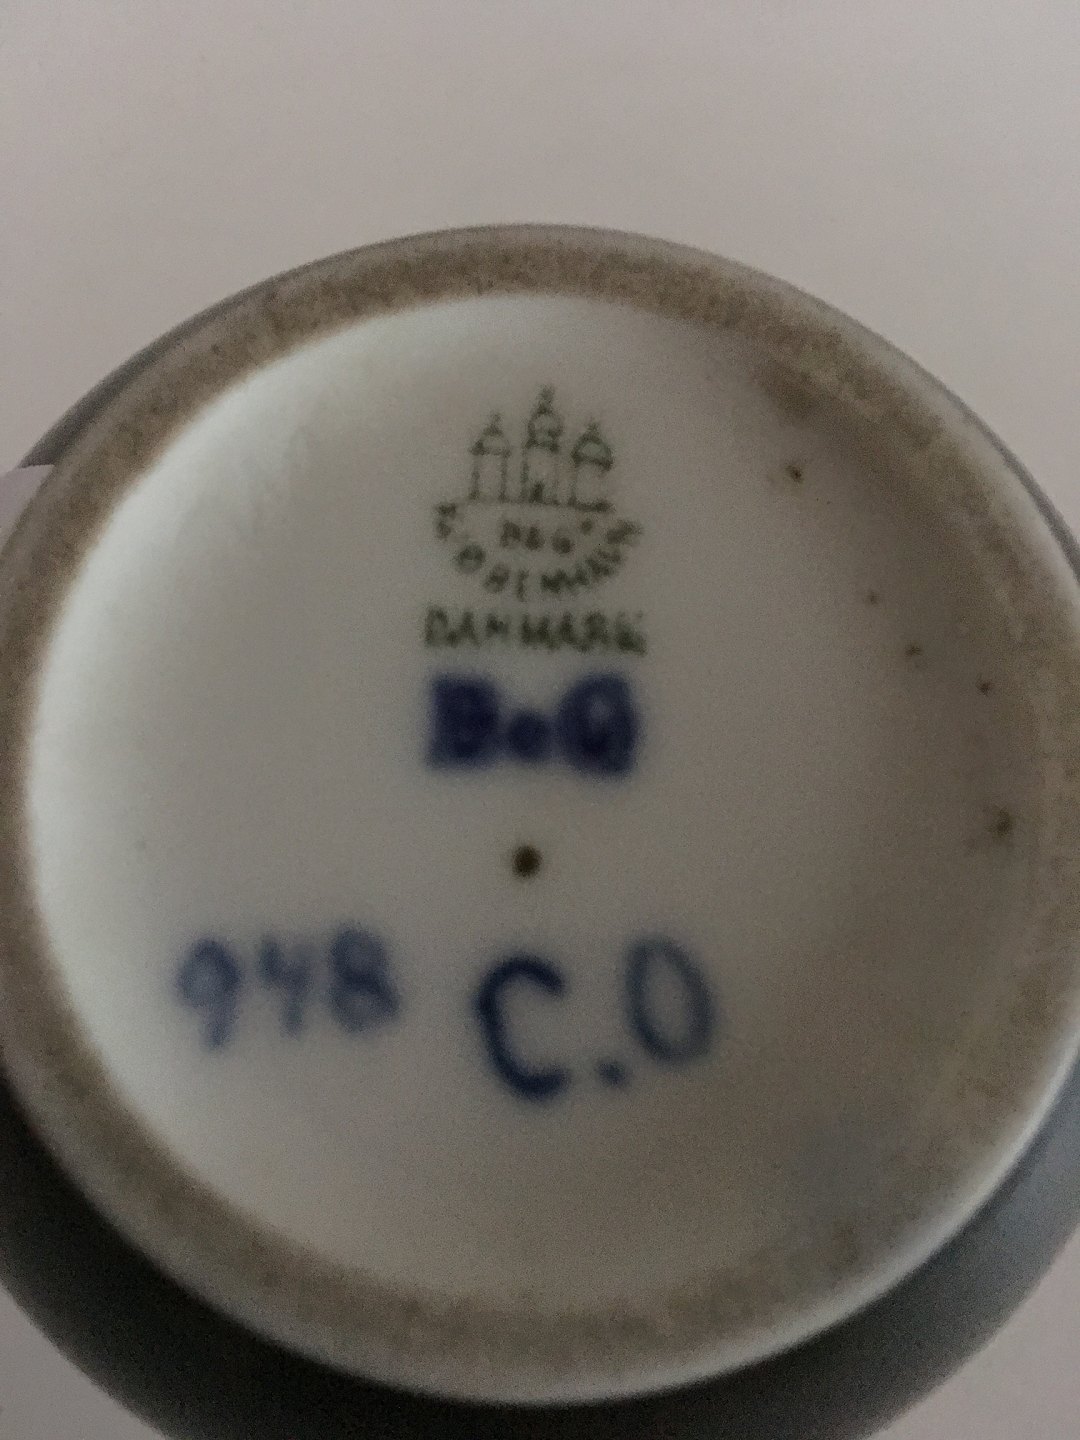 B&G
KJØBENHAVN
DANMARK
B&G
948 C.O